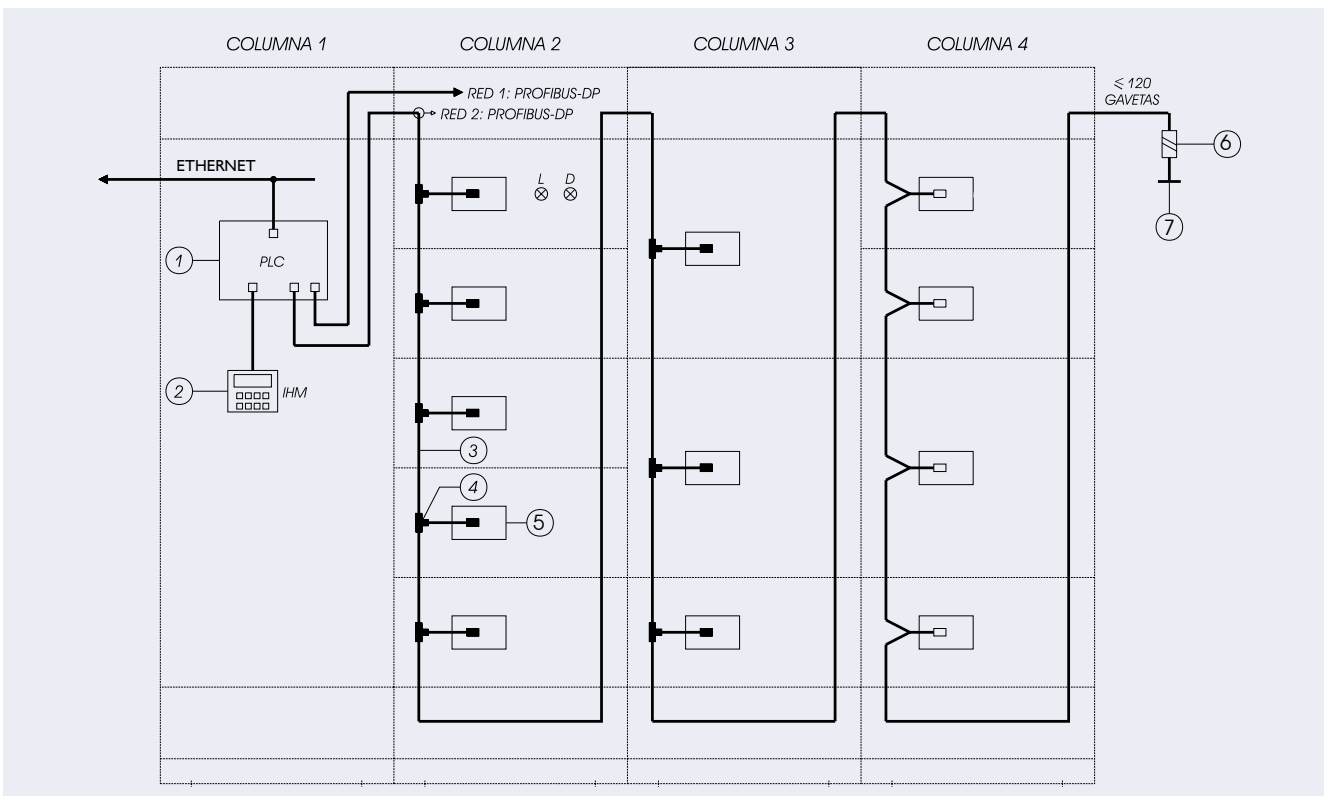 COLUMNA 1
COLUMNA 2
COLUMNA 3
COLUMNA 4
RED 1: PROFIBUS-DP
RED 2: PROFIBUS-DP
≤ 120
GAVETAS
6
7
ETHERNET
L D
1
PLC
2
IHM
3
4
5